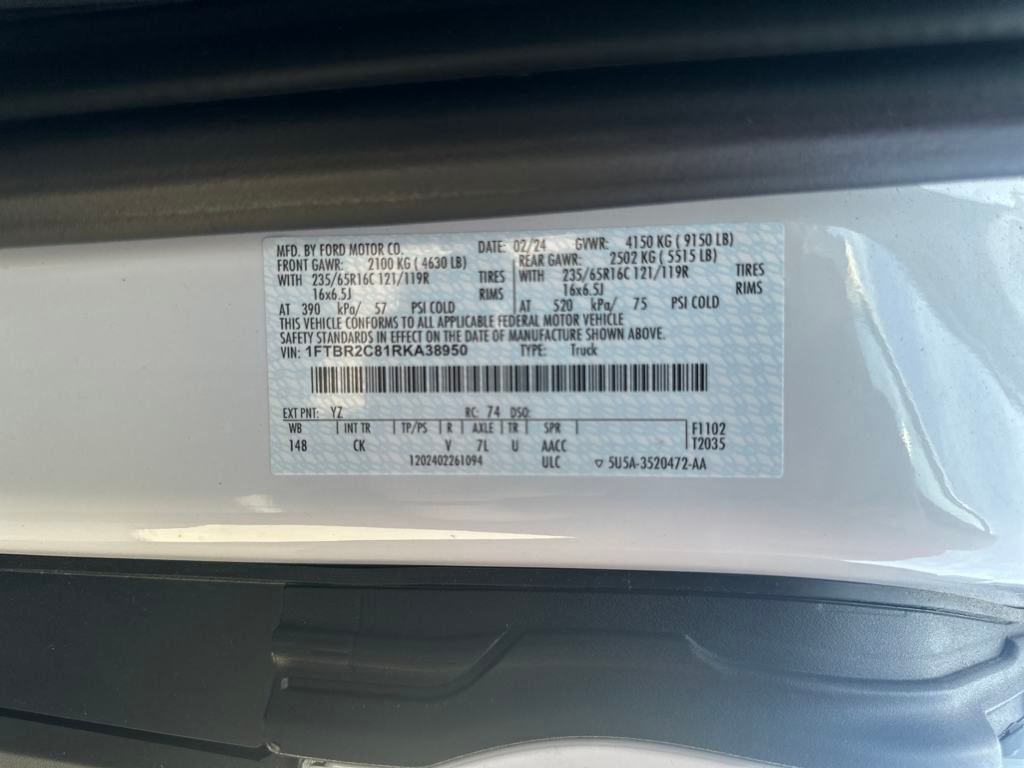 MFD. BY FORD MOTOR CO. DATE: 02/24 GVWR: 4150 KG ( 9150 LB)
FRONT GAWR: 2100 KG ( 4630 LB) REAR GAWR: 2502 KG ( 5515 LB)
WITH 235/65R16C 121/119R TIRES WITH 235/65R16C 121/119R TIRES
16x6.5J RIMS 16x6.5J RIMS
AT 390 kPa/ 57 PSI COLD AT 520 kPa/ 75 PSI COLD
THIS VEHICLE CONFORMS TO ALL APPLICABLE FEDERAL MOTOR VEHICLE
SAFETY STANDARDS IN EFFECT ON THE DATE OF MANUFACTURE SHOWN ABOVE.
VIN: 1FTBR2C81RKA38950 TYPE: Truck
EXT PNT: YZ RC: 74 DSO:
WB INT TR TP/PS R AXLE TR SPR F1102
148 CK V 7L U AACC T2035
1202402261094 ULC 5U5A-3520472-AA